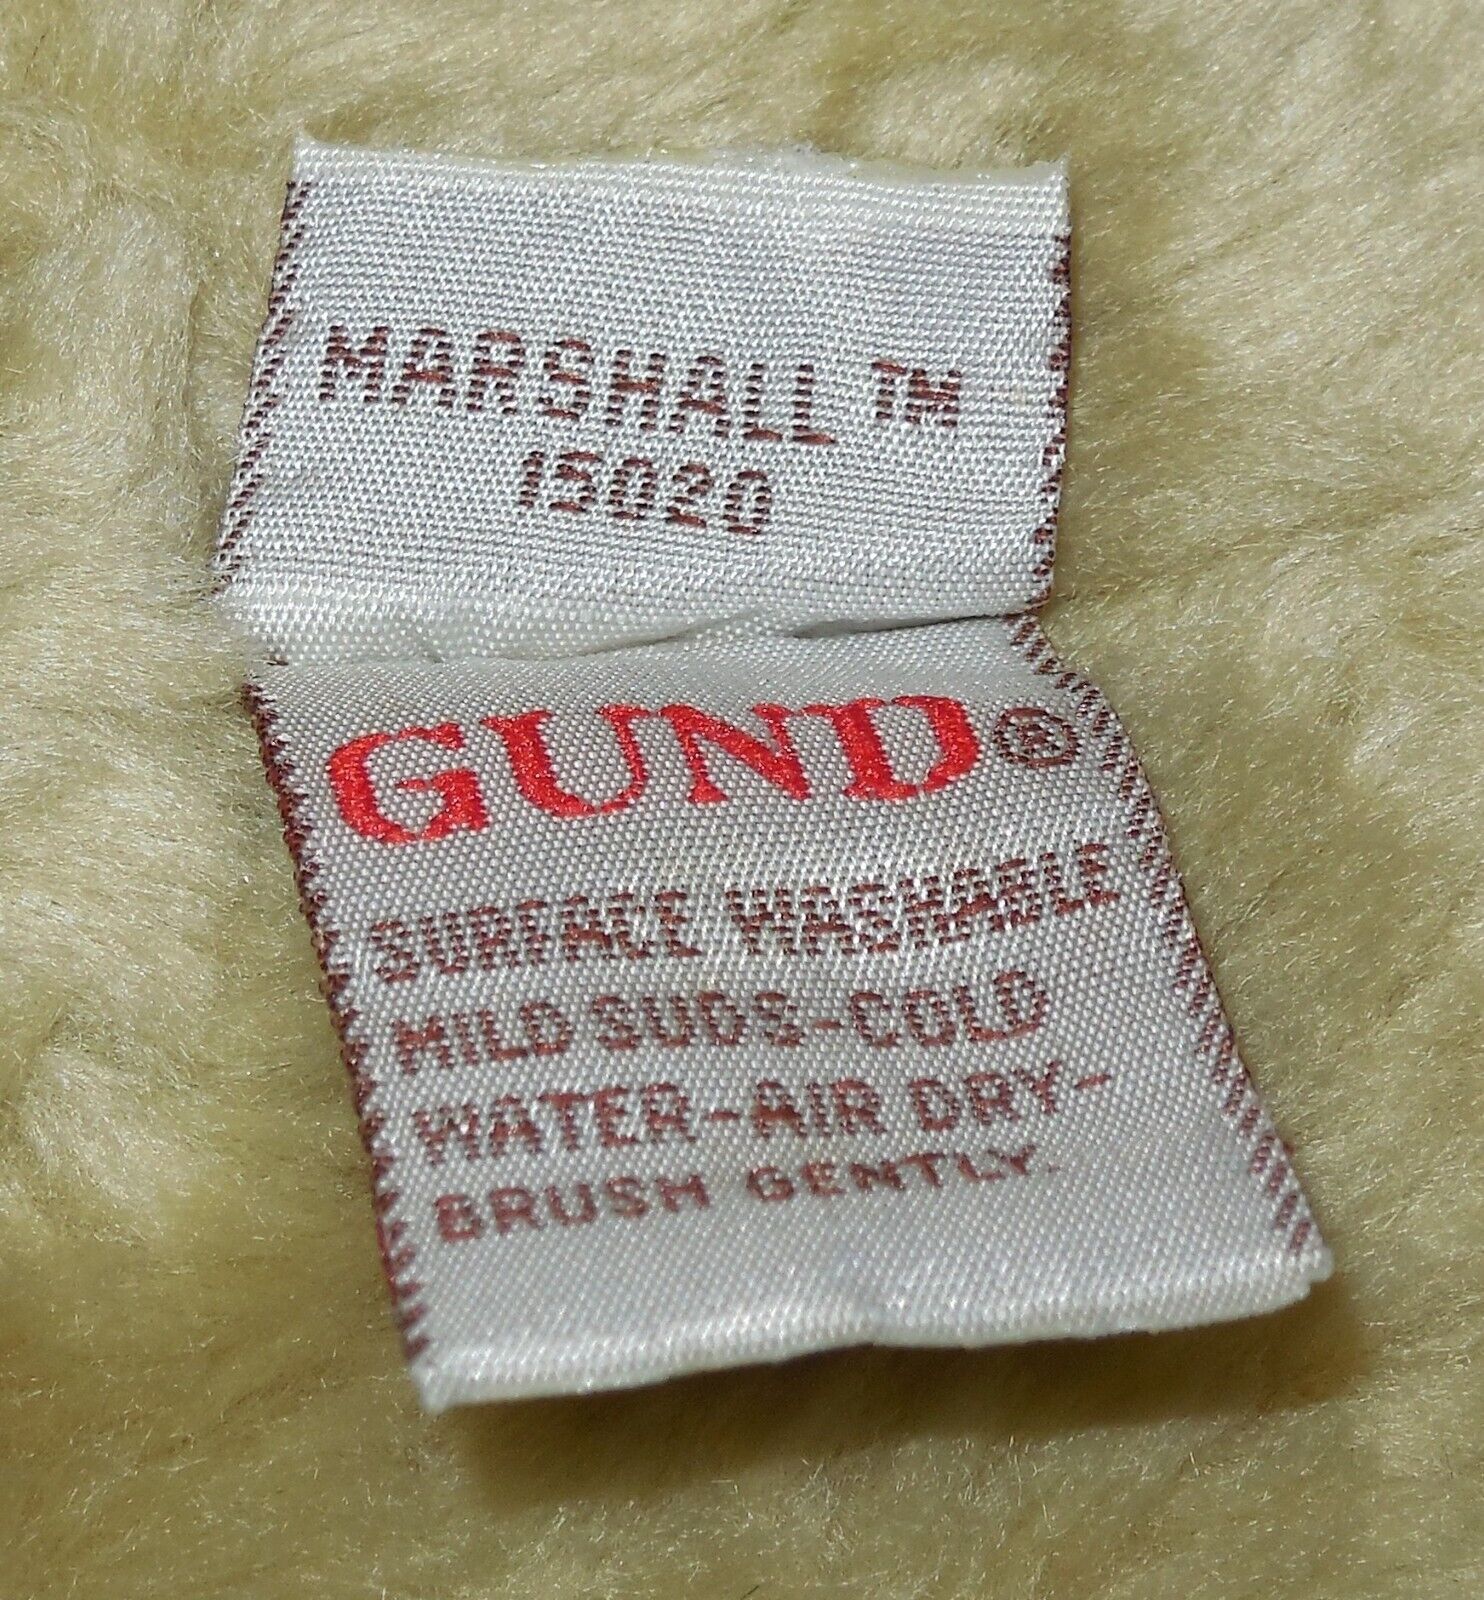 MARSHALL ™
15020
GUND®
SURFACE WASHABLE
MILD SUDS-COLD
WATER-AIR DRY-
BRUSH GENTLY.